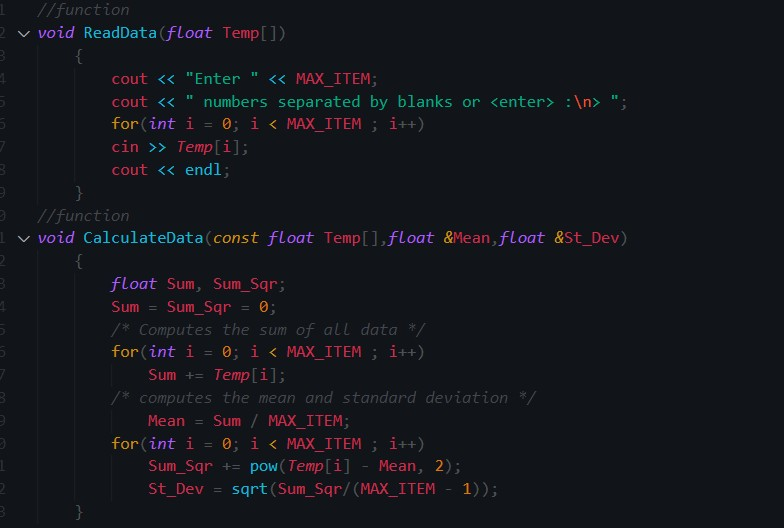 //function
void ReadData(float Temp[])
{
cout << "Enter " << MAX_ITEM;
cout << " numbers separated by blanks or <enter> :\n> ";
for(int i = 0; i < MAX_ITEM ; i++)
cin >> Temp[i];
cout << endl;
}
//function
void CalculateData(const float Temp[],float &Mean,float &St_Dev)
{
float Sum, Sum_Sqr;
Sum = Sum_Sqr = 0;
/* Computes the sum of all data */
for(int i = 0; i < MAX_ITEM ; i++)
Sum += Temp[i];
/* computes the mean and standard deviation */
Mean = Sum / MAX_ITEM;
for(int i = 0; i < MAX_ITEM ; i++)
Sum_Sqr += pow(Temp[i] - Mean, 2);
St_Dev = sqrt(Sum_Sqr/(MAX_ITEM - 1));
}